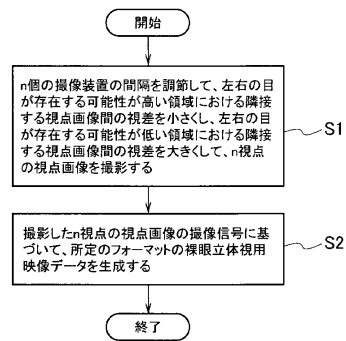 開始
n個の撮像装置の間隔を調節して、左右の目
が存在する可能性が高い領域における隣接
する視点画像間の視差を小さくし、左右の目
が存在する可能性が低い領域における隣接
する視点画像間の視差を大きくして、n視点
の視点画像を撮影する
S1
撮影したn視点の視点画像の撮像信号に基
づいて、所定のフォーマットの裸眼立体視用
映像データを生成する
S2
終了